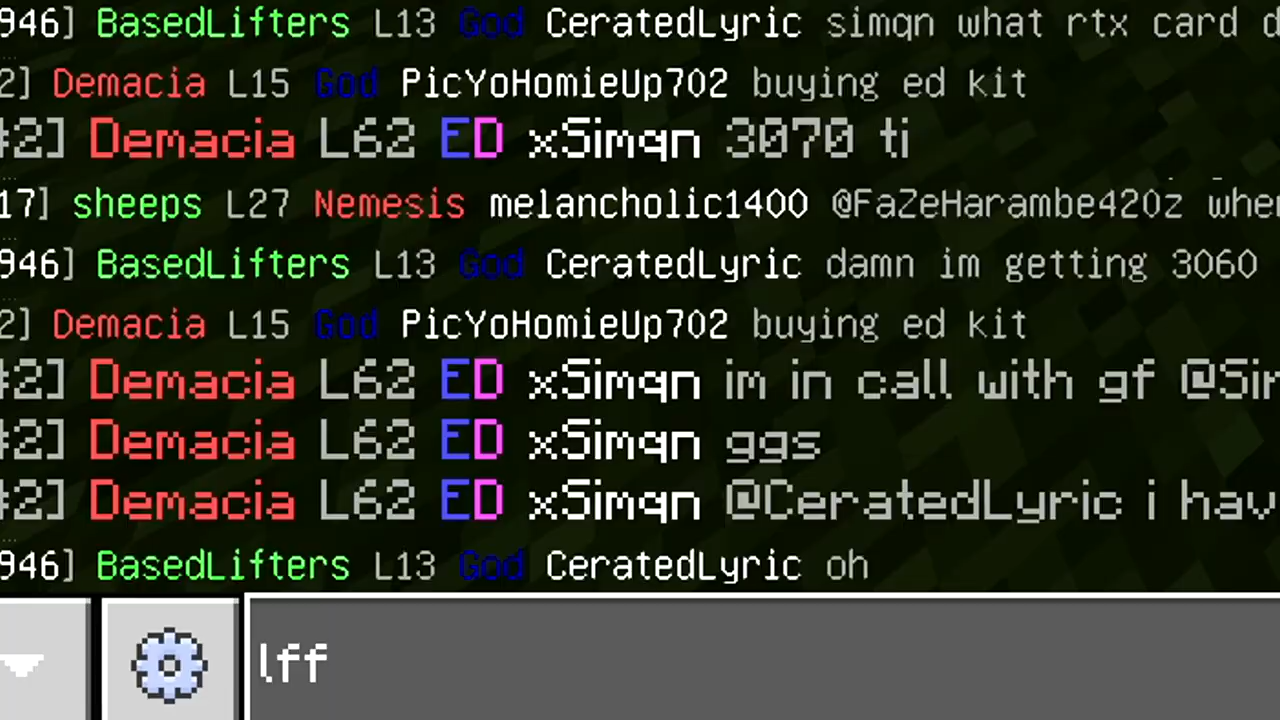 946] BasedLifters L13 God CeratedLyric simqn what rtx card d
2] Demacia L15 God PicYoHomieUp702 buying ed kit
#2] Demacia L62 ED xSimqn 3070 ti
17] sheeps L27 Nemesis melancholic1400 @FaZeHarambe420z whe
946] BasedLifters L13 God CeratedLyric damn im getting 3060
2] Demacia L15 God PicYoHomieUp702 buying ed kit
#2] Demacia L62 ED xSimqn im in call with gf @Sim
#2] Demacia L62 ED xSimqn ggs
#2] Demacia L62 ED xSimqn @CeratedLyric i hav
946] BasedLifters L13 God CeratedLyric oh
lff